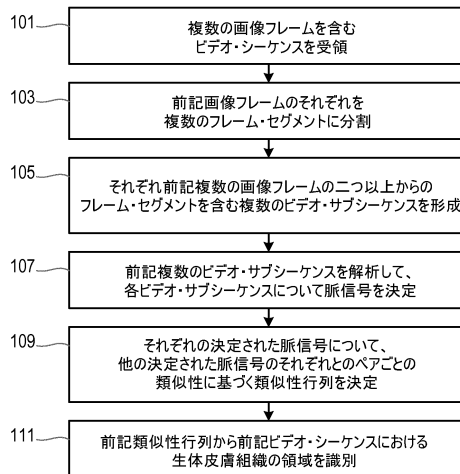 101
複数の画像フレームを含む
ビデオ・シーケンスを受領
103
前記画像フレームのそれぞれを
複数のフレーム・セグメントに分割
105
それぞれ前記複数の画像フレームの二つ以上からの
フレーム・セグメントを含む複数のビデオ・サブシーケンスを形成
107
前記複数のビデオ・サブシーケンスを解析して、
各ビデオ・サブシーケンスについて脈信号を決定
109
それぞれの決定された脈信号について、
他の決定された脈信号のそれぞれとのペアごとの
類似性に基づく類似性行列を決定
111
前記類似性行列から前記ビデオ・シーケンスにおける
生体皮膚組織の領域を識別